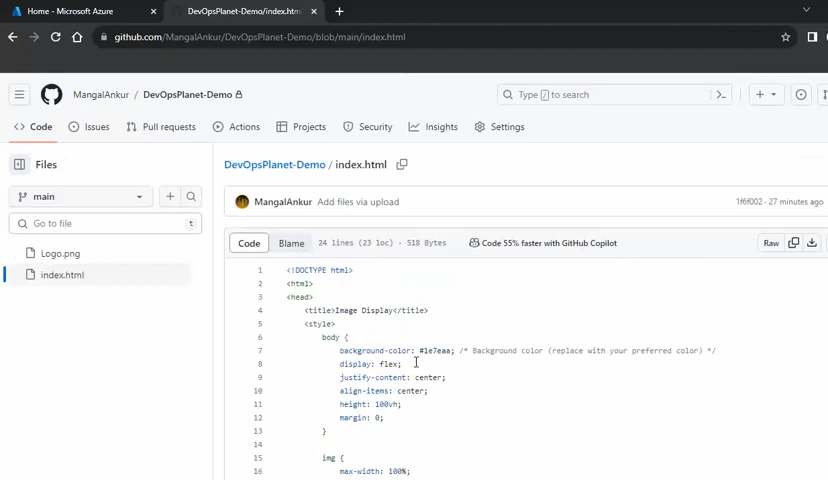 Home - Microsoft Azure
DevOpsPlanet-Demo/index.htm
github.com/MangalAnkur/DevOpsPlanet-Demo/blob/main/index.html
MangalAnkur / DevOpsPlanet-Demo
Type / to search
Code
Issues
Pull requests
Actions
Projects
Security
Insights
Settings
Files
DevOpsPlanet-Demo / index.html
main
MangalAnkur Add files via upload
1f6f002 · 27 minutes ago
Go to file
t
Code
Blame
24 lines (23 loc) · 518 Bytes
Code 55% faster with GitHub Copilot
Raw
Logo.png
index.html
1 <!DOCTYPE html>
2 <html>
3 <head>
4 <title>Image Display</title>
5 <style>
6 body {
7 background-color: #1e7eaa; /* Background color (replace with your preferred color) */
8 display: flex;
9 justify-content: center;
10 align-items: center;
11 height: 100vh;
12 margin: 0;
13 }
14
15 img {
16 max-width: 100%;